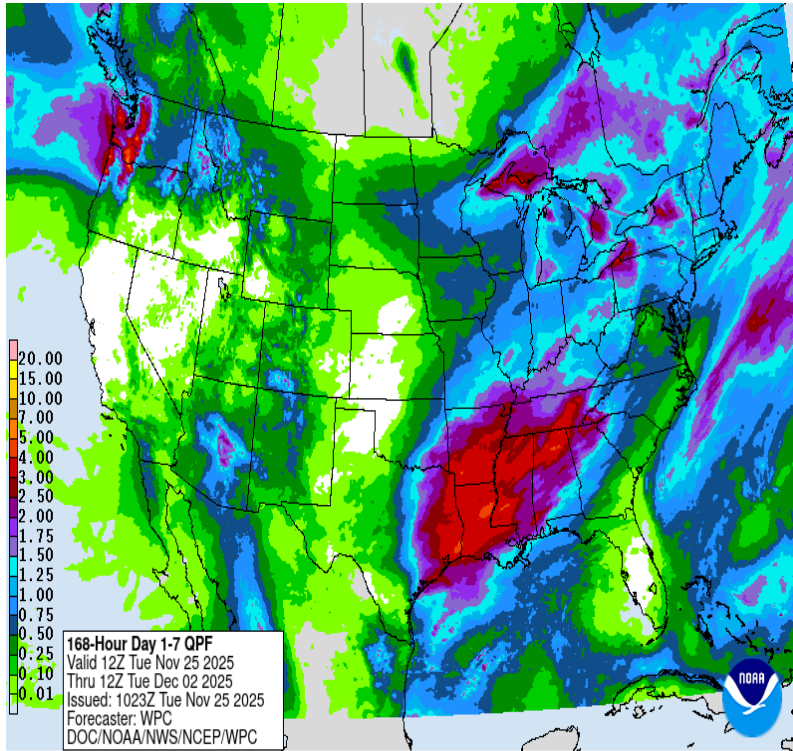 20.00
15.00
10.00
7.00
5.00
4.00
3.00
2.50
2.00
1.75
1.50
1.25
1.00
0.75
0.50
0.25
0.10
0.01
168-Hour Day 1-7 QPF
Valid 12Z Tue Nov 25 2025
Thru 12Z Tue Dec 02 2025
Issued: 1023Z Tue Nov 25 2025
Forecaster: WPC
DOC/NOAA/NWS/NCEP/WPC
NOAA